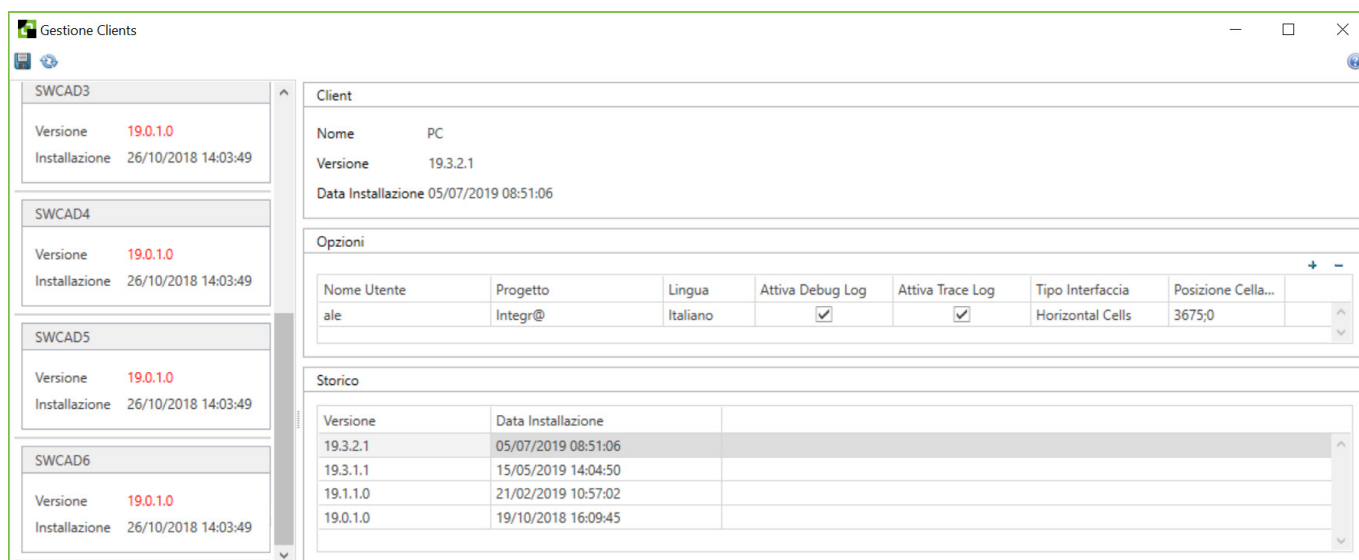 Gestione Clients
SWCAD3
Versione 19.0.1.0
Installazione 26/10/2018 14:03:49
SWCAD4
Versione 19.0.1.0
Installazione 26/10/2018 14:03:49
SWCAD5
Versione 19.0.1.0
Installazione 26/10/2018 14:03:49
SWCAD6
Versione 19.0.1.0
Installazione 26/10/2018 14:03:49
Client
Nome PC
Versione 19.3.2.1
Data Installazione 05/07/2019 08:51:06
Opzioni
Nome Utente Progetto Lingua Attiva Debug Log Attiva Trace Log Tipo Interfaccia Posizione Cella...
ale Integr@ Italiano Horizontal Cells 3675;0
Storico
Versione Data Installazione
19.3.2.1 05/07/2019 08:51:06
19.3.1.1 15/05/2019 14:04:50
19.1.1.0 21/02/2019 10:57:02
19.0.1.0 19/10/2018 16:09:45